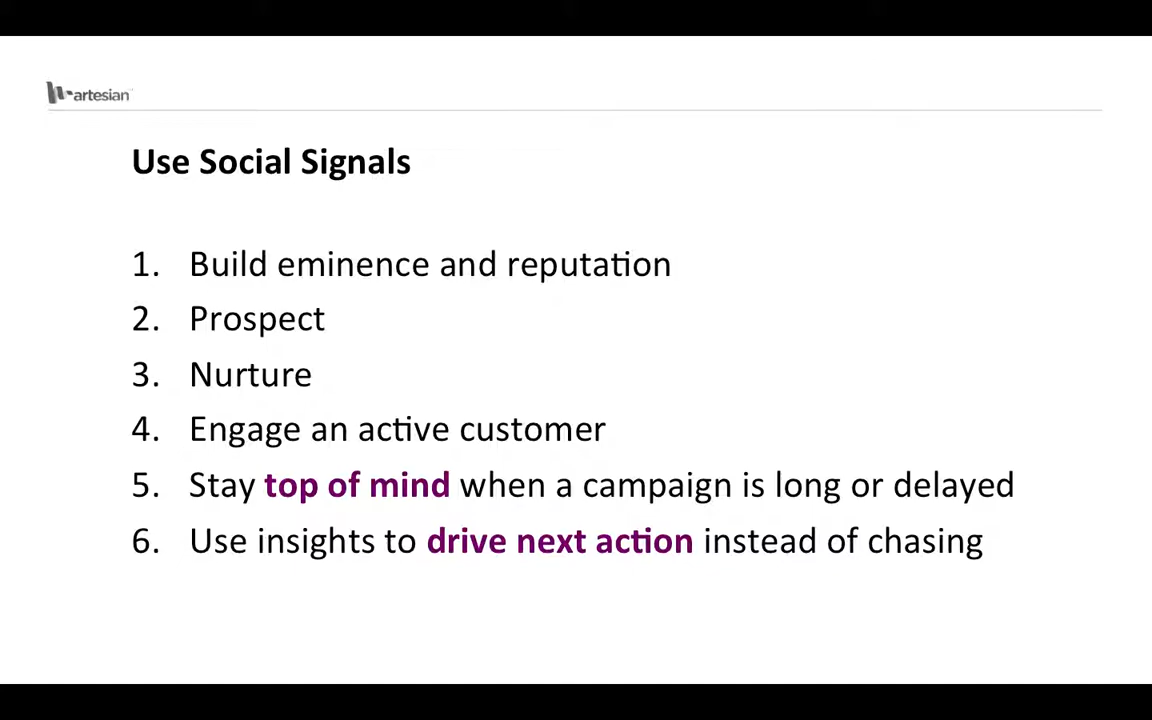 artesian
Use Social Signals
1. Build eminence and reputation
2. Prospect
3. Nurture
4. Engage an active customer
5. Stay top of mind when a campaign is long or delayed
6. Use insights to drive next action instead of chasing